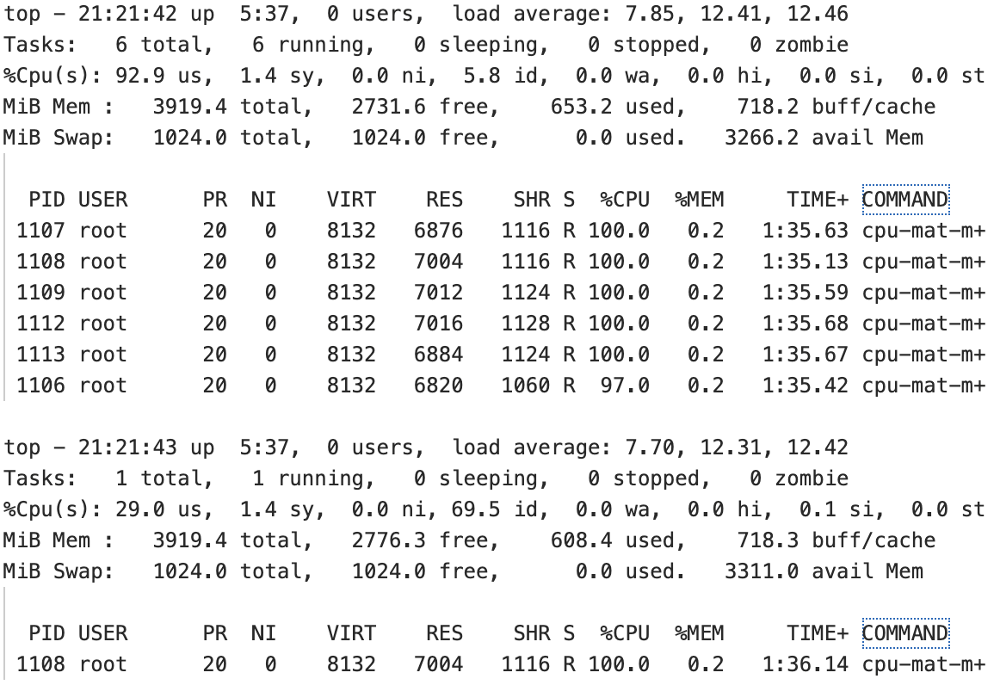 top - 21:21:42 up  5:37,  0 users,  load average: 7.85, 12.41, 12.46
Tasks:   6 total,   6 running,   0 sleeping,   0 stopped,   0 zombie
%Cpu(s): 92.9 us,  1.4 sy,  0.0 ni,  5.8 id,  0.0 wa,  0.0 hi,  0.0 si,  0.0 st
MiB Mem :   3919.4 total,   2731.6 free,    653.2 used,    718.2 buff/cache
MiB Swap:   1024.0 total,   1024.0 free,      0.0 used.   3266.2 avail Mem
  PID USER      PR  NI    VIRT    RES    SHR S  %CPU  %MEM     TIME+ COMMAND
 1107 root      20   0    8132   6876   1116 R 100.0   0.2   1:35.63 cpu-mat-m+
 1108 root      20   0    8132   7004   1116 R 100.0   0.2   1:35.13 cpu-mat-m+
 1109 root      20   0    8132   7012   1124 R 100.0   0.2   1:35.59 cpu-mat-m+
 1112 root      20   0    8132   7016   1128 R 100.0   0.2   1:35.68 cpu-mat-m+
 1113 root      20   0    8132   6884   1124 R 100.0   0.2   1:35.67 cpu-mat-m+
 1106 root      20   0    8132   6820   1060 R  97.0   0.2   1:35.42 cpu-mat-m+
top - 21:21:43 up  5:37,  0 users,  load average: 7.70, 12.31, 12.42
Tasks:   1 total,   1 running,   0 sleeping,   0 stopped,   0 zombie
%Cpu(s): 29.0 us,  1.4 sy,  0.0 ni, 69.5 id,  0.0 wa,  0.0 hi,  0.1 si,  0.0 st
MiB Mem :   3919.4 total,   2776.3 free,    608.4 used,    718.3 buff/cache
MiB Swap:   1024.0 total,   1024.0 free,      0.0 used.   3311.0 avail Mem
  PID USER      PR  NI    VIRT    RES    SHR S  %CPU  %MEM     TIME+ COMMAND
 1108 root      20   0    8132   7004   1116 R 100.0   0.2   1:36.14 cpu-mat-m+